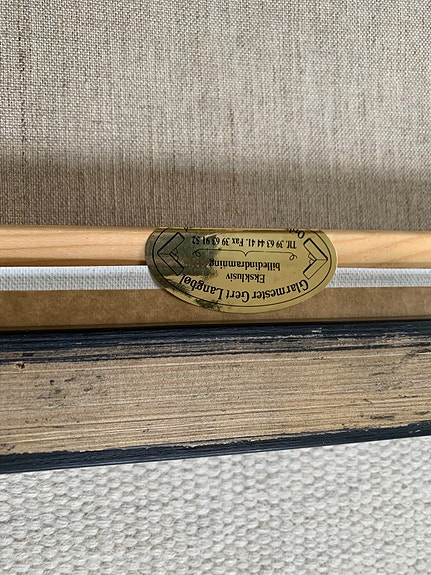 Glarmester Gert Langbøl
Eksklusiv
billedindramning
Tlf. 39 63 44 41. Fax 39 63 91 52